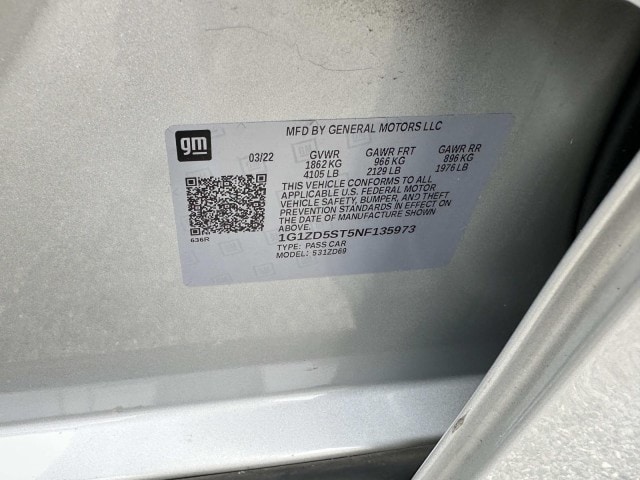 gm
MFD BY GENERAL MOTORS LLC
03/22 GVWR GAWR FRT GAWR RR
1862 KG 966 KG 896 KG
4105 LB 2129 LB 1976 LB
THIS VEHICLE CONFORMS TO ALL
APPLICABLE U.S. FEDERAL MOTOR
VEHICLE SAFETY, BUMPER, AND THEFT
PREVENTION STANDARDS IN EFFECT ON
THE DATE OF MANUFACTURE SHOWN
ABOVE.
636R
1G1ZD5ST5NF135973
TYPE: PASS CAR
MODEL: S31ZD69